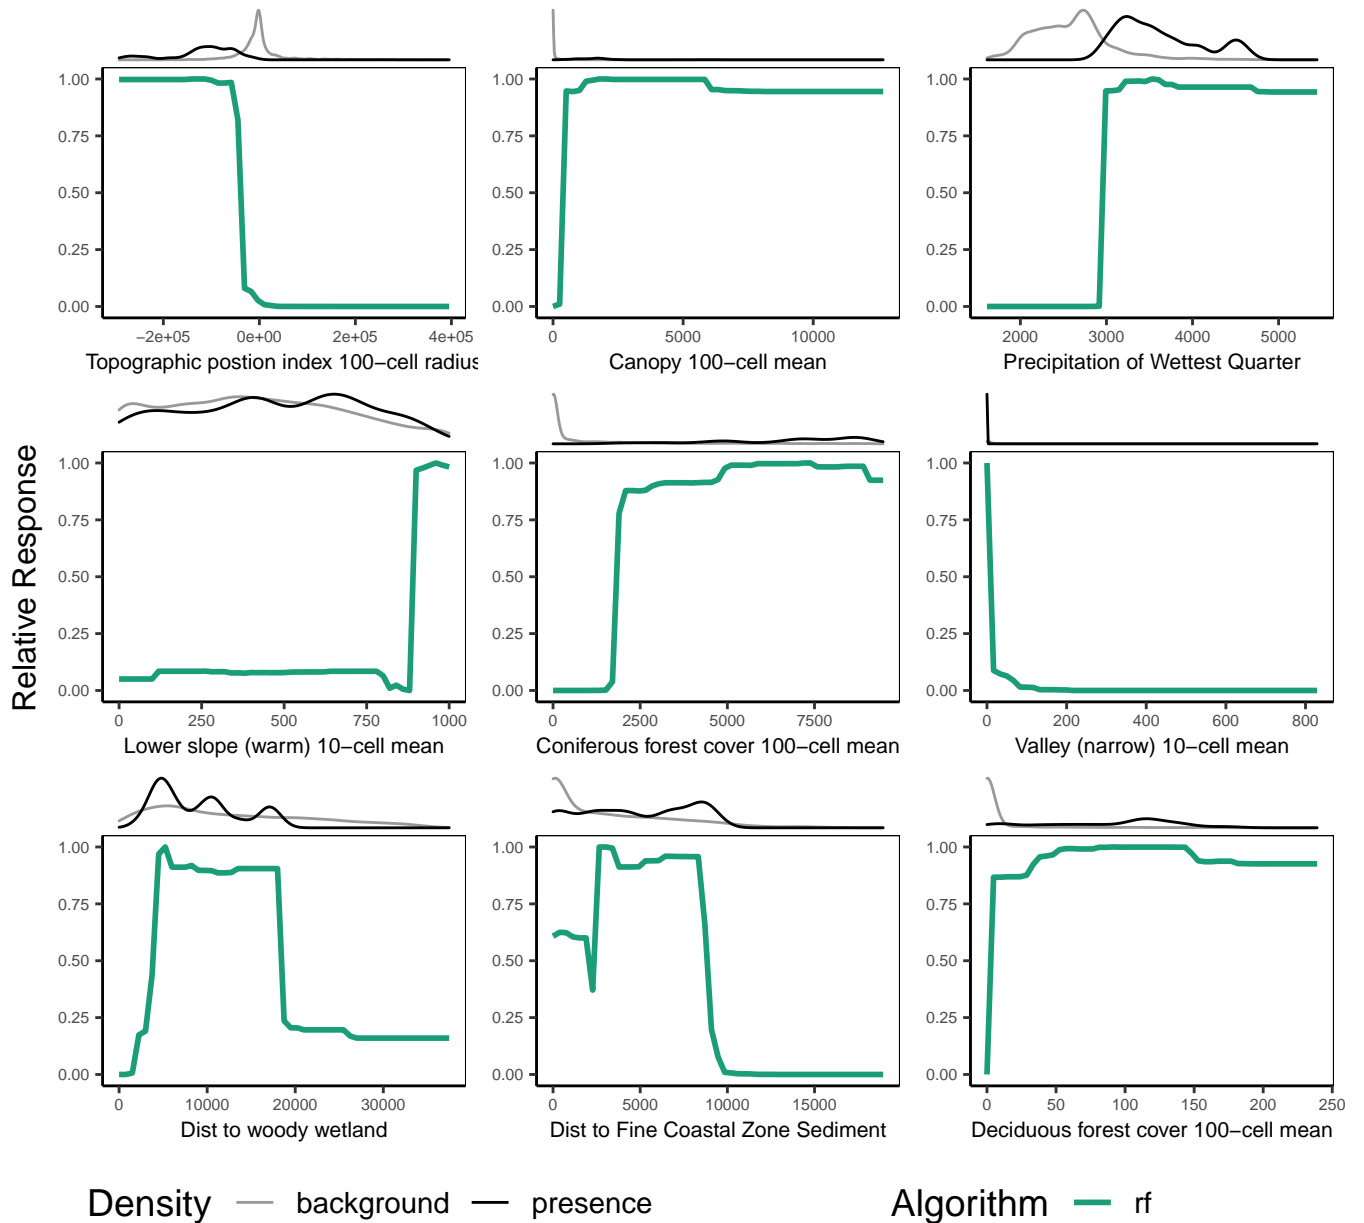 1.00
0.75
0.50
0.25
0.00
−2e+05 0e+00 2e+05 4e+05
Topographic postion index 100−cell radius
1.00
0.75
0.50
0.25
0.00
0 5000 10000
Canopy 100−cell mean
1.00
0.75
0.50
0.25
0.00
2000 3000 4000 5000
Precipitation of Wettest Quarter
Relative Response
1.00
0.75
0.50
0.25
0.00
0 250 500 750 1000
Lower slope (warm) 10−cell mean
1.00
0.75
0.50
0.25
0.00
0 2500 5000 7500
Coniferous forest cover 100−cell mean
1.00
0.75
0.50
0.25
0.00
0 200 400 600 800
Valley (narrow) 10−cell mean
1.00
0.75
0.50
0.25
0.00
0 10000 20000 30000
Dist to woody wetland
1.00
0.75
0.50
0.25
0.00
0 5000 10000 15000
Dist to Fine Coastal Zone Sediment
1.00
0.75
0.50
0.25
0.00
0 50 100 150 200 250
Deciduous forest cover 100−cell mean
Density background presence Algorithm rf